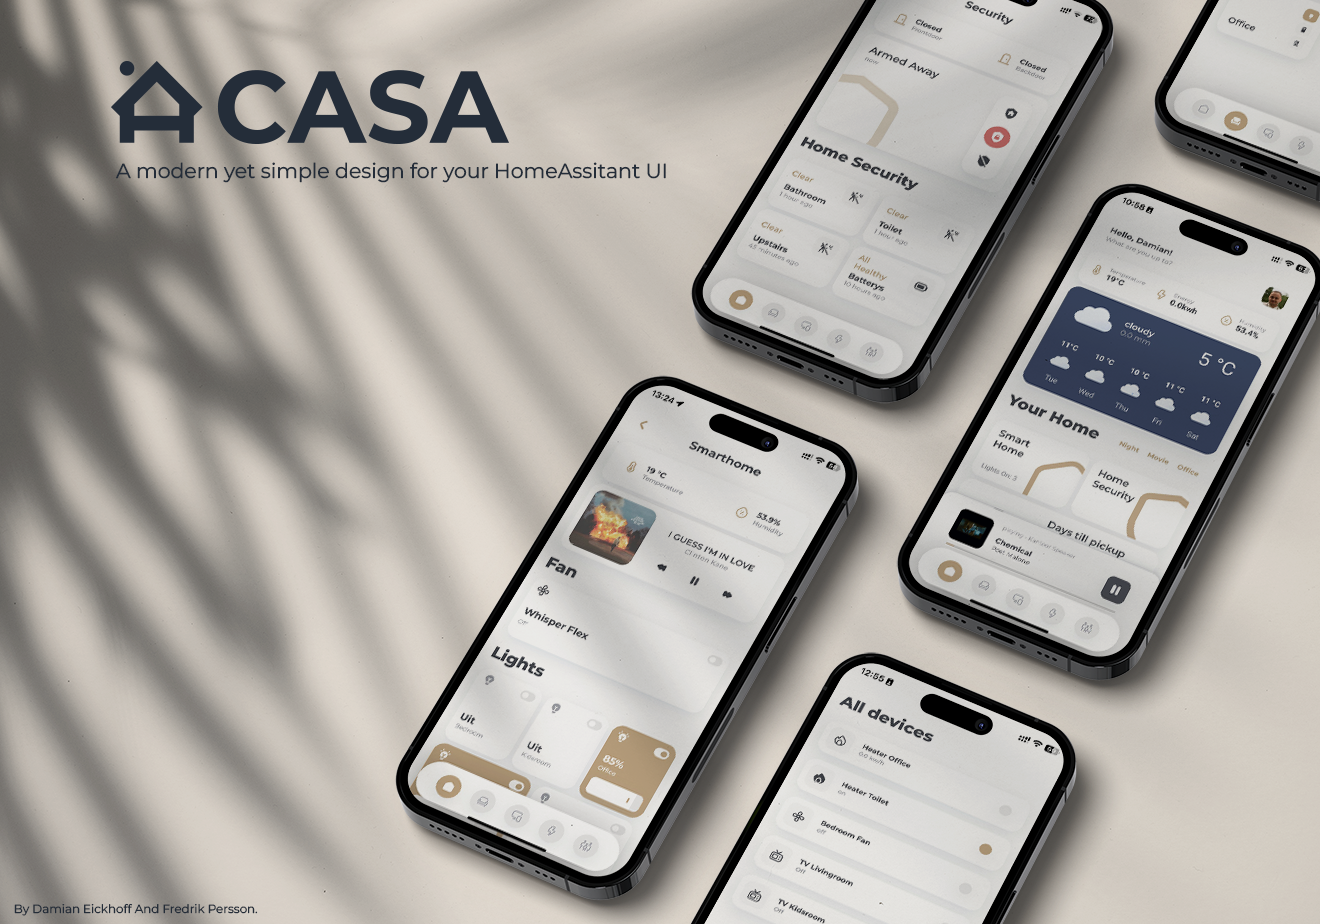 CASA
A modern yet simple design for your HomeAssitant UI
Security
Closed
Frontdoor
Closed
Backdoor
Armed Away
now
Home Security
Clear
Bathroom
1 hour ago
Clear
Toilet
1 hour ago
Clear
Upstairs
45 minutes ago
All
Healthy
Batterys
10 hours ago
Office
10:58
Hello, Damian!
What are you up to?
Temperature
19°C
Energy
0.0kwh
Humidity
53.4%
cloudy
0.0 mm
5 °C
11°C
10 °C
10 °C
11 °C
11 °C
Tue
Wed
Thu
Fri
Sat
Your Home
Night
Movie
Office
Smart
Home
Lights On: 3
Home
Security
Days till pickup
Chemical
Post Malone
13:24
Smarthome
19 °C
Temperature
53.9%
Humidity
I GUESS I'M IN LOVE
Clinton Kane
Fan
Whisper Flex
Off
Lights
Uit
Uit
85%
Office
12:55
All devices
Heater Office
0.0 kw/h
Heater Toilet
on
Bedroom Fan
off
TV Livingroom
Off
TV Kidsroom
Off
By Damian Eickhoff And Fredrik Persson.